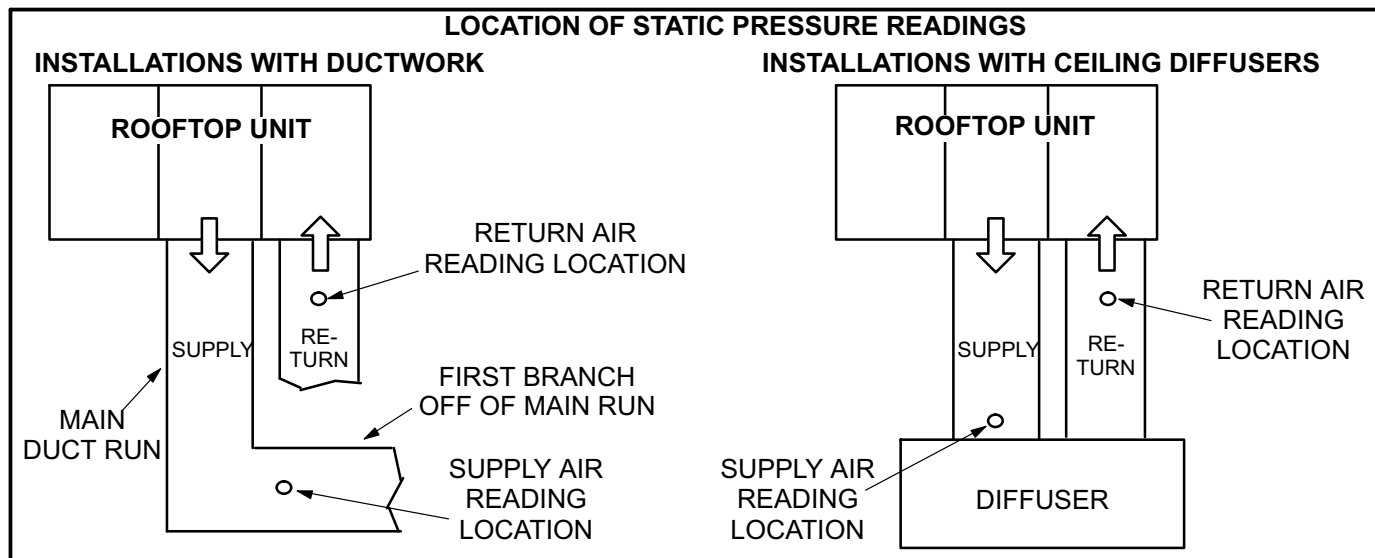 LOCATION OF STATIC PRESSURE READINGS
INSTALLATIONS WITH DUCTWORK
ROOFTOP UNIT
RETURN AIR
READING LOCATION
SUPPLY
RE-
TURN
MAIN
DUCT RUN
FIRST BRANCH
OFF OF MAIN RUN
SUPPLY AIR
READING
LOCATION
INSTALLATIONS WITH CEILING DIFFUSERS
ROOFTOP UNIT
RETURN AIR
READING
LOCATION
SUPPLY
RE-
TURN
SUPPLY AIR
READING
LOCATION
DIFFUSER